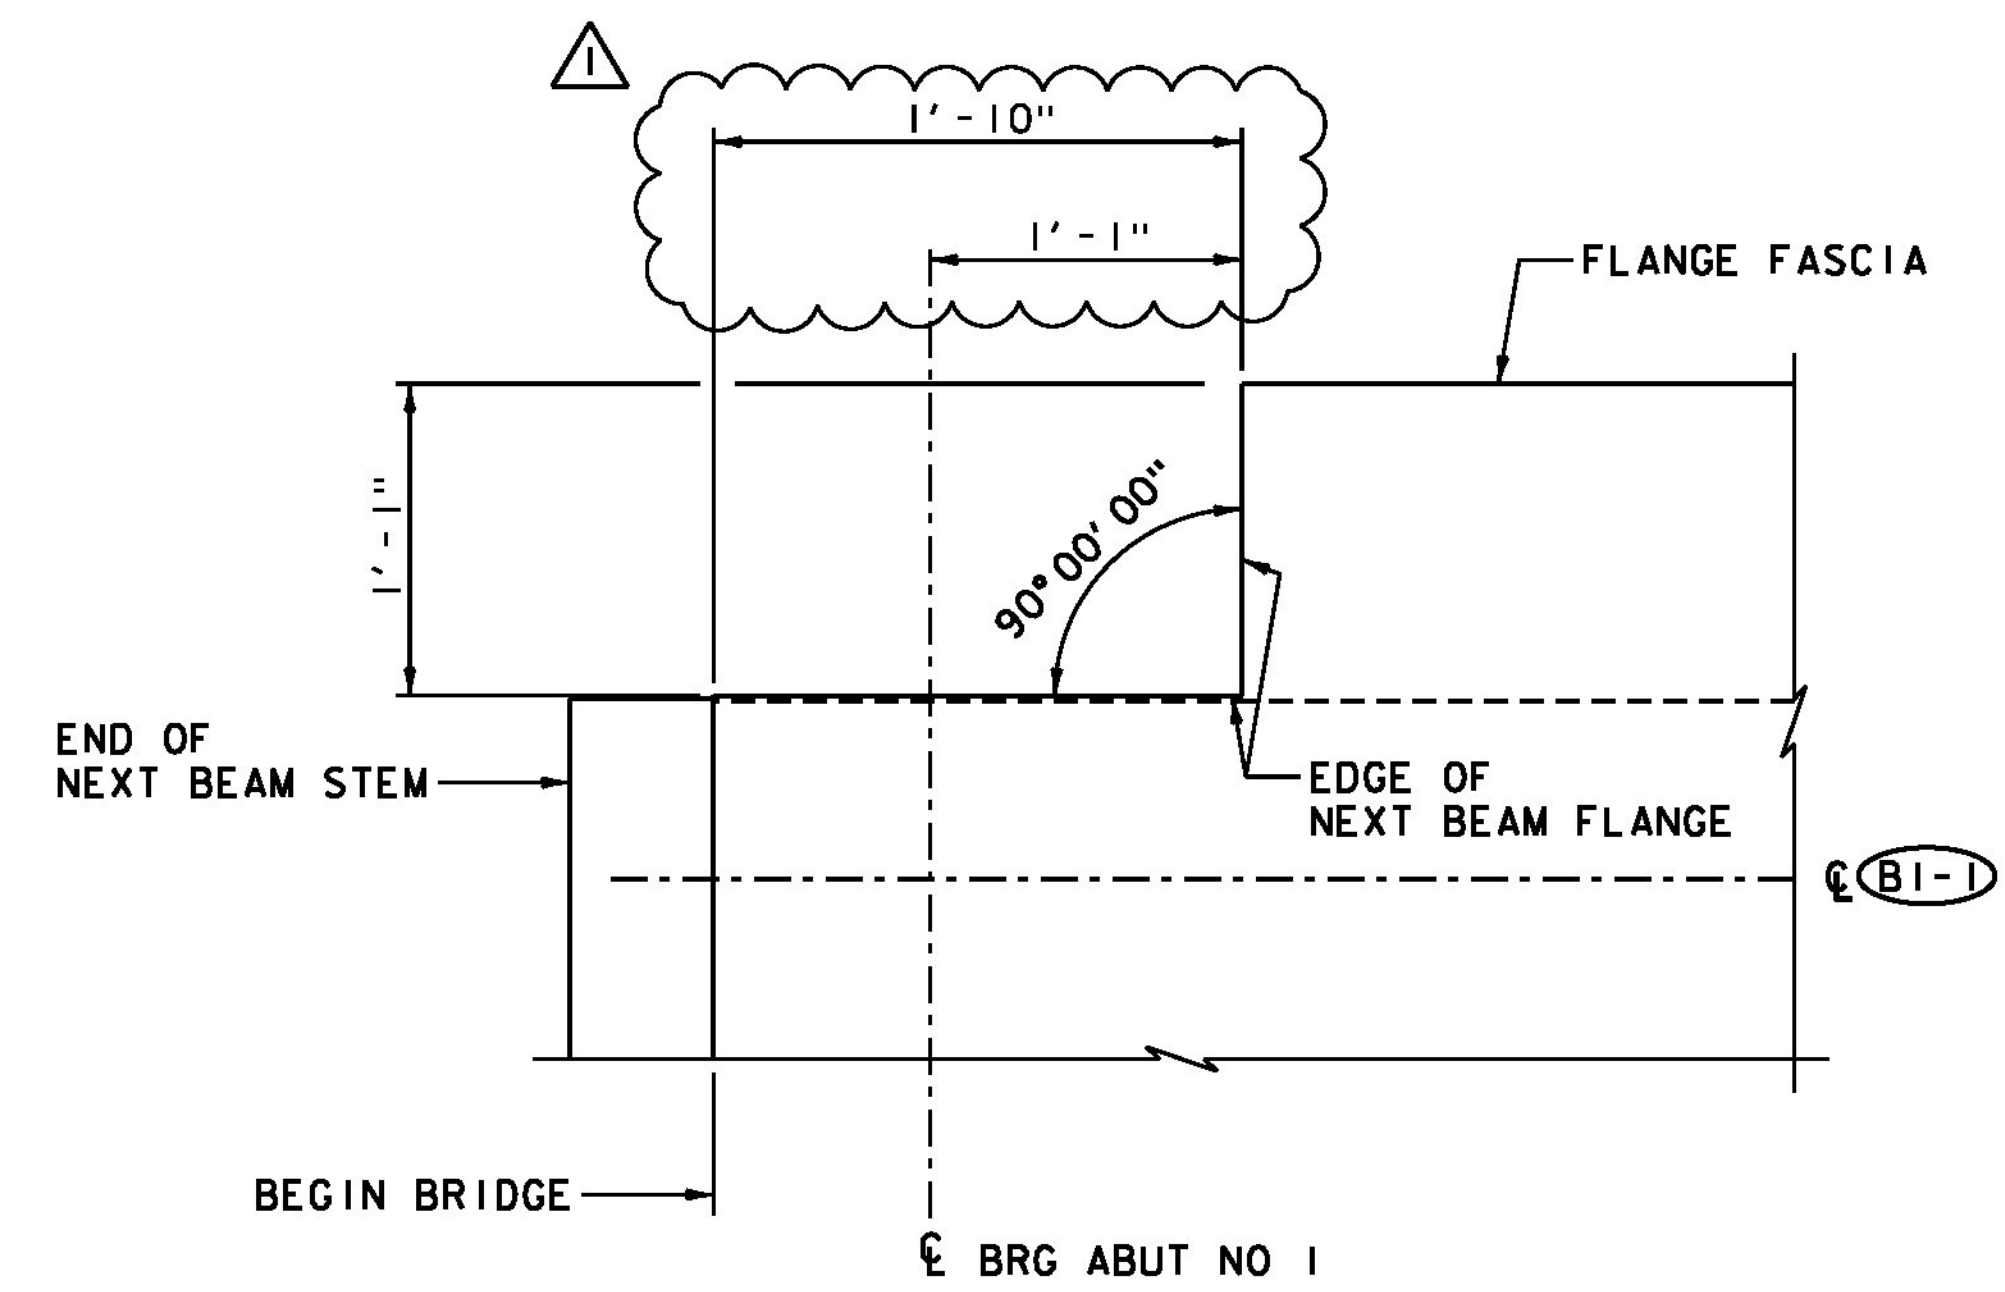 1
1'-10"
1'-1"
FLANGE FASCIA
1'-1"
90°00'00"
END OF
NEXT BEAM STEM
EDGE OF
NEXT BEAM FLANGE
℄ B1-1
BEGIN BRIDGE
℄ BRG ABUT NO 1